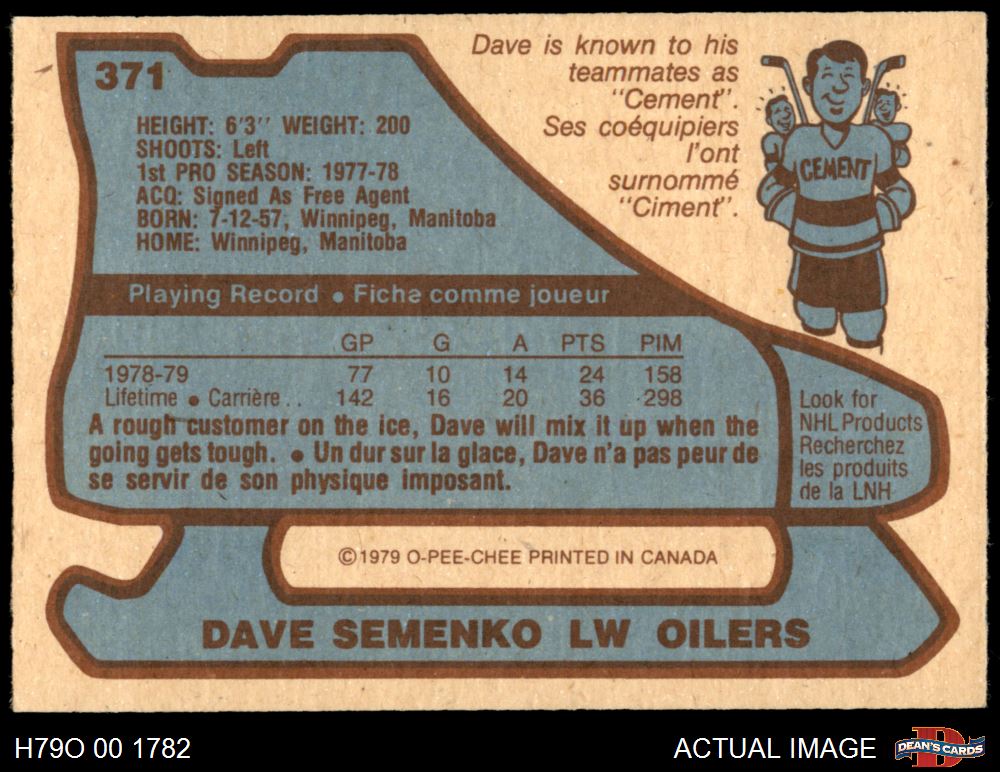 371
HEIGHT: 6'3'' WEIGHT: 200
SHOOTS: Left
1st PRO SEASON: 1977-78
ACQ: Signed As Free Agent
BORN: 7-12-57, Winnipeg, Manitoba
HOME: Winnipeg, Manitoba
Dave is known to his
teammates as
"Cement".
Ses coéquipiers
l'ont
surnommé
"Ciment".
CEMENT
Playing Record • Fiche comme joueur
GP G A PTS PIM
1978-79 77 10 14 24 158
Lifetime • Carrière . . 142 16 20 36 298
A rough customer on the ice, Dave will mix it up when the
going gets tough. • Un dur sur la glace, Dave n'a pas peur de
se servir de son physique imposant.
Look for
NHL Products
Recherchez
les produits
de la LNH
© 1979 O-PEE-CHEE PRINTED IN CANADA
DAVE SEMENKO LW OILERS
H79O 00 1782
ACTUAL IMAGE
D
DEAN'S CARDS